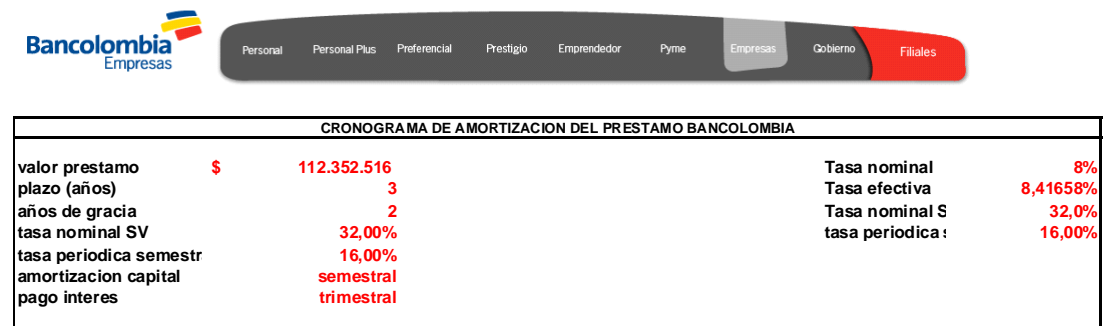 Bancolombia
Empresas
Personal Personal Plus Preferencial Prestigio Emprendedor Pyme Empresas Gobierno Filiales
CRONOGRAMA DE AMORTIZACION DEL PRESTAMO BANCOLOMBIA
valor prestamo $ 112.352.516 Tasa nominal 8%
plazo (años) 3 Tasa efectiva 8,41658%
años de gracia 2 Tasa nominal S 32,0%
tasa nominal SV 32,00% tasa periodica s 16,00%
tasa periodica semestr 16,00%
amortizacion capital semestral
pago interes trimestral